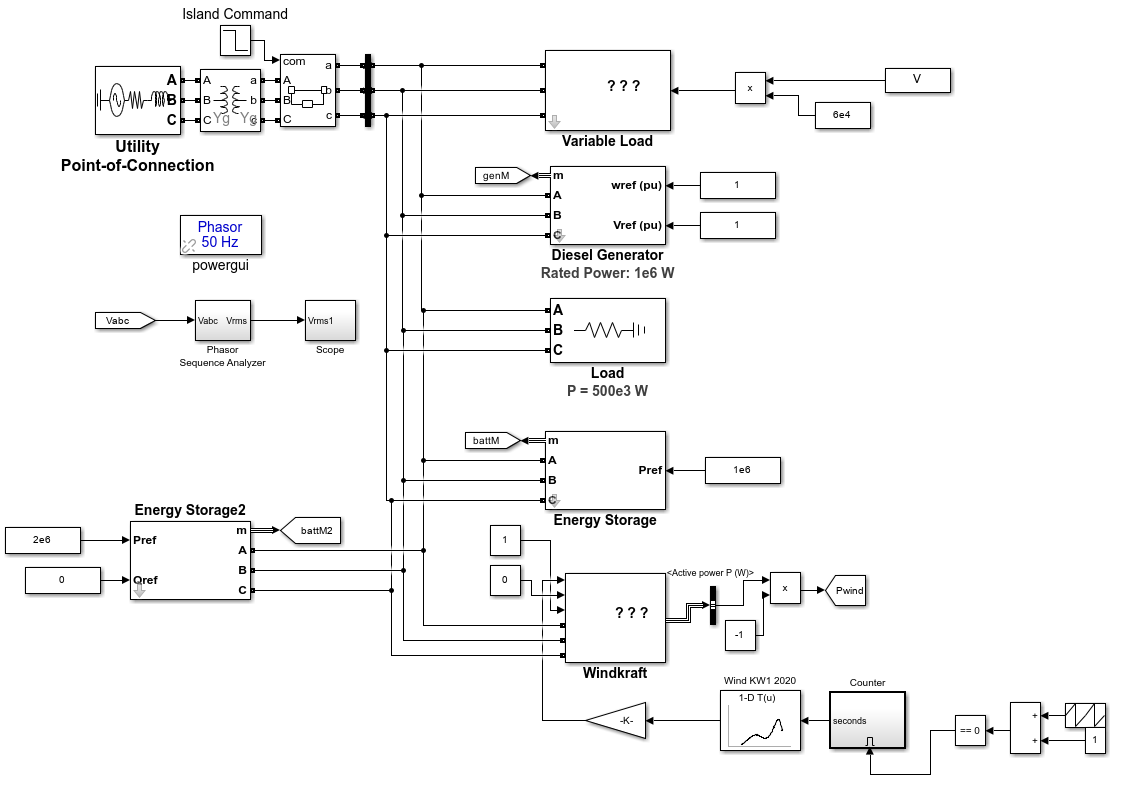 Island Command
com
a
A
A
A
a
A
b
B
B
b
B
c
C
C
C
Yg
Yg
c
C
Utility
Point-of-Connection
? ? ?
Variable Load
x
V
6e4
genM
m
A
B
C
wref (pu)
Vref (pu)
1
1
Diesel Generator
Rated Power: 1e6 W
Phasor
50 Hz
powergui
Vabc
Vabc
Vrms
Vrms1
Phasor
Sequence Analyzer
Scope
A
B
C
Load
P = 500e3 W
battM
m
A
B
C
Pref
1e6
Energy Storage
Energy Storage2
2e6
0
Pref
Qref
m
A
B
C
battM2
1
0
? ? ?
Windkraft
<Active power P (W)>
x
Pwind
-1
-K-
Wind KW1 2020
1-D T(u)
Counter
seconds
== 0
+
+
1